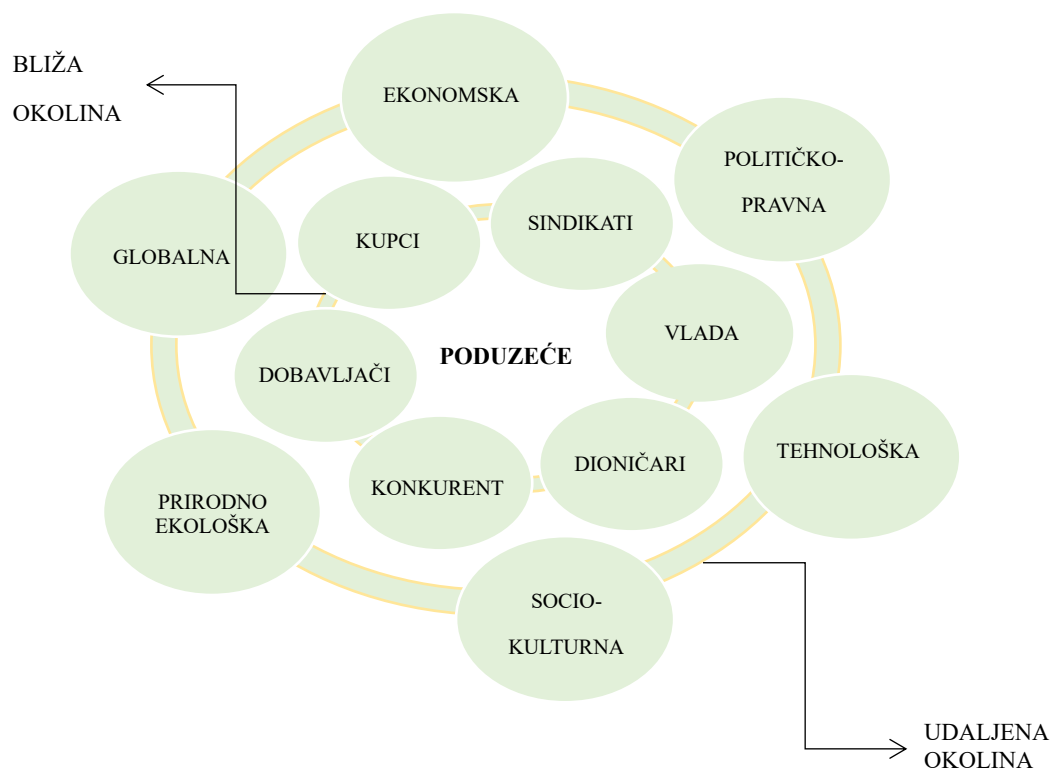 BLIŽA
OKOLINA
EKONOMSKA
POLITIČKO-
PRAVNA
GLOBALNA
KUPCI
SINDIKATI
VLADA
PODUZEĆE
DOBAVLJAČI
KONKURENT
DIONIČARI
TEHNOLOŠKA
PRIRODNO
EKOLOŠKA
SOCIO-
KULTURNA
UDALJENA
OKOLINA